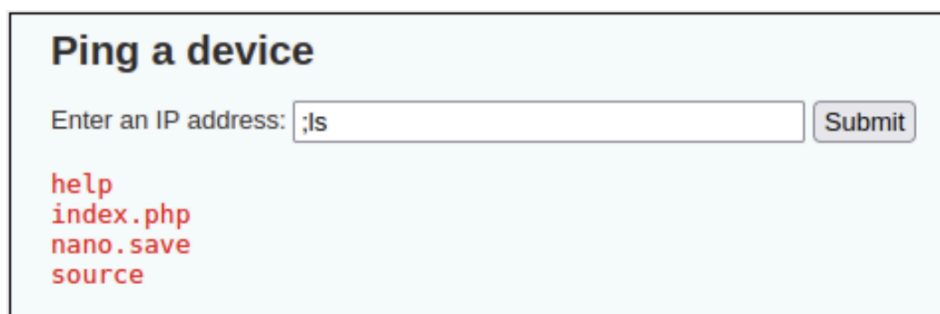 Ping a device
Enter an IP address: ;ls Submit
help
index.php
nano.save
source